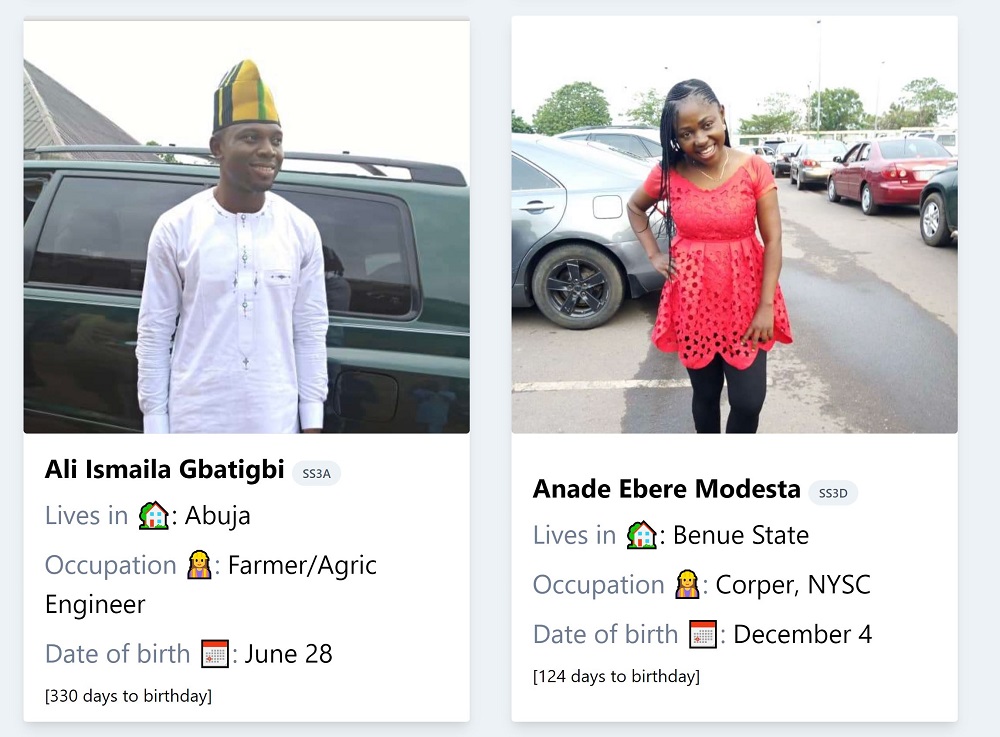 Ali Ismaila Gbatigbi SS3A
Lives in 🏡: Abuja
Occupation 👩: Farmer/Agric
Engineer
Date of birth 📅: June 28
[330 days to birthday]
Anade Ebere Modesta SS3D
Lives in 🏡: Benue State
Occupation 👩: Corper, NYSC
Date of birth 📅: December 4
[124 days to birthday]